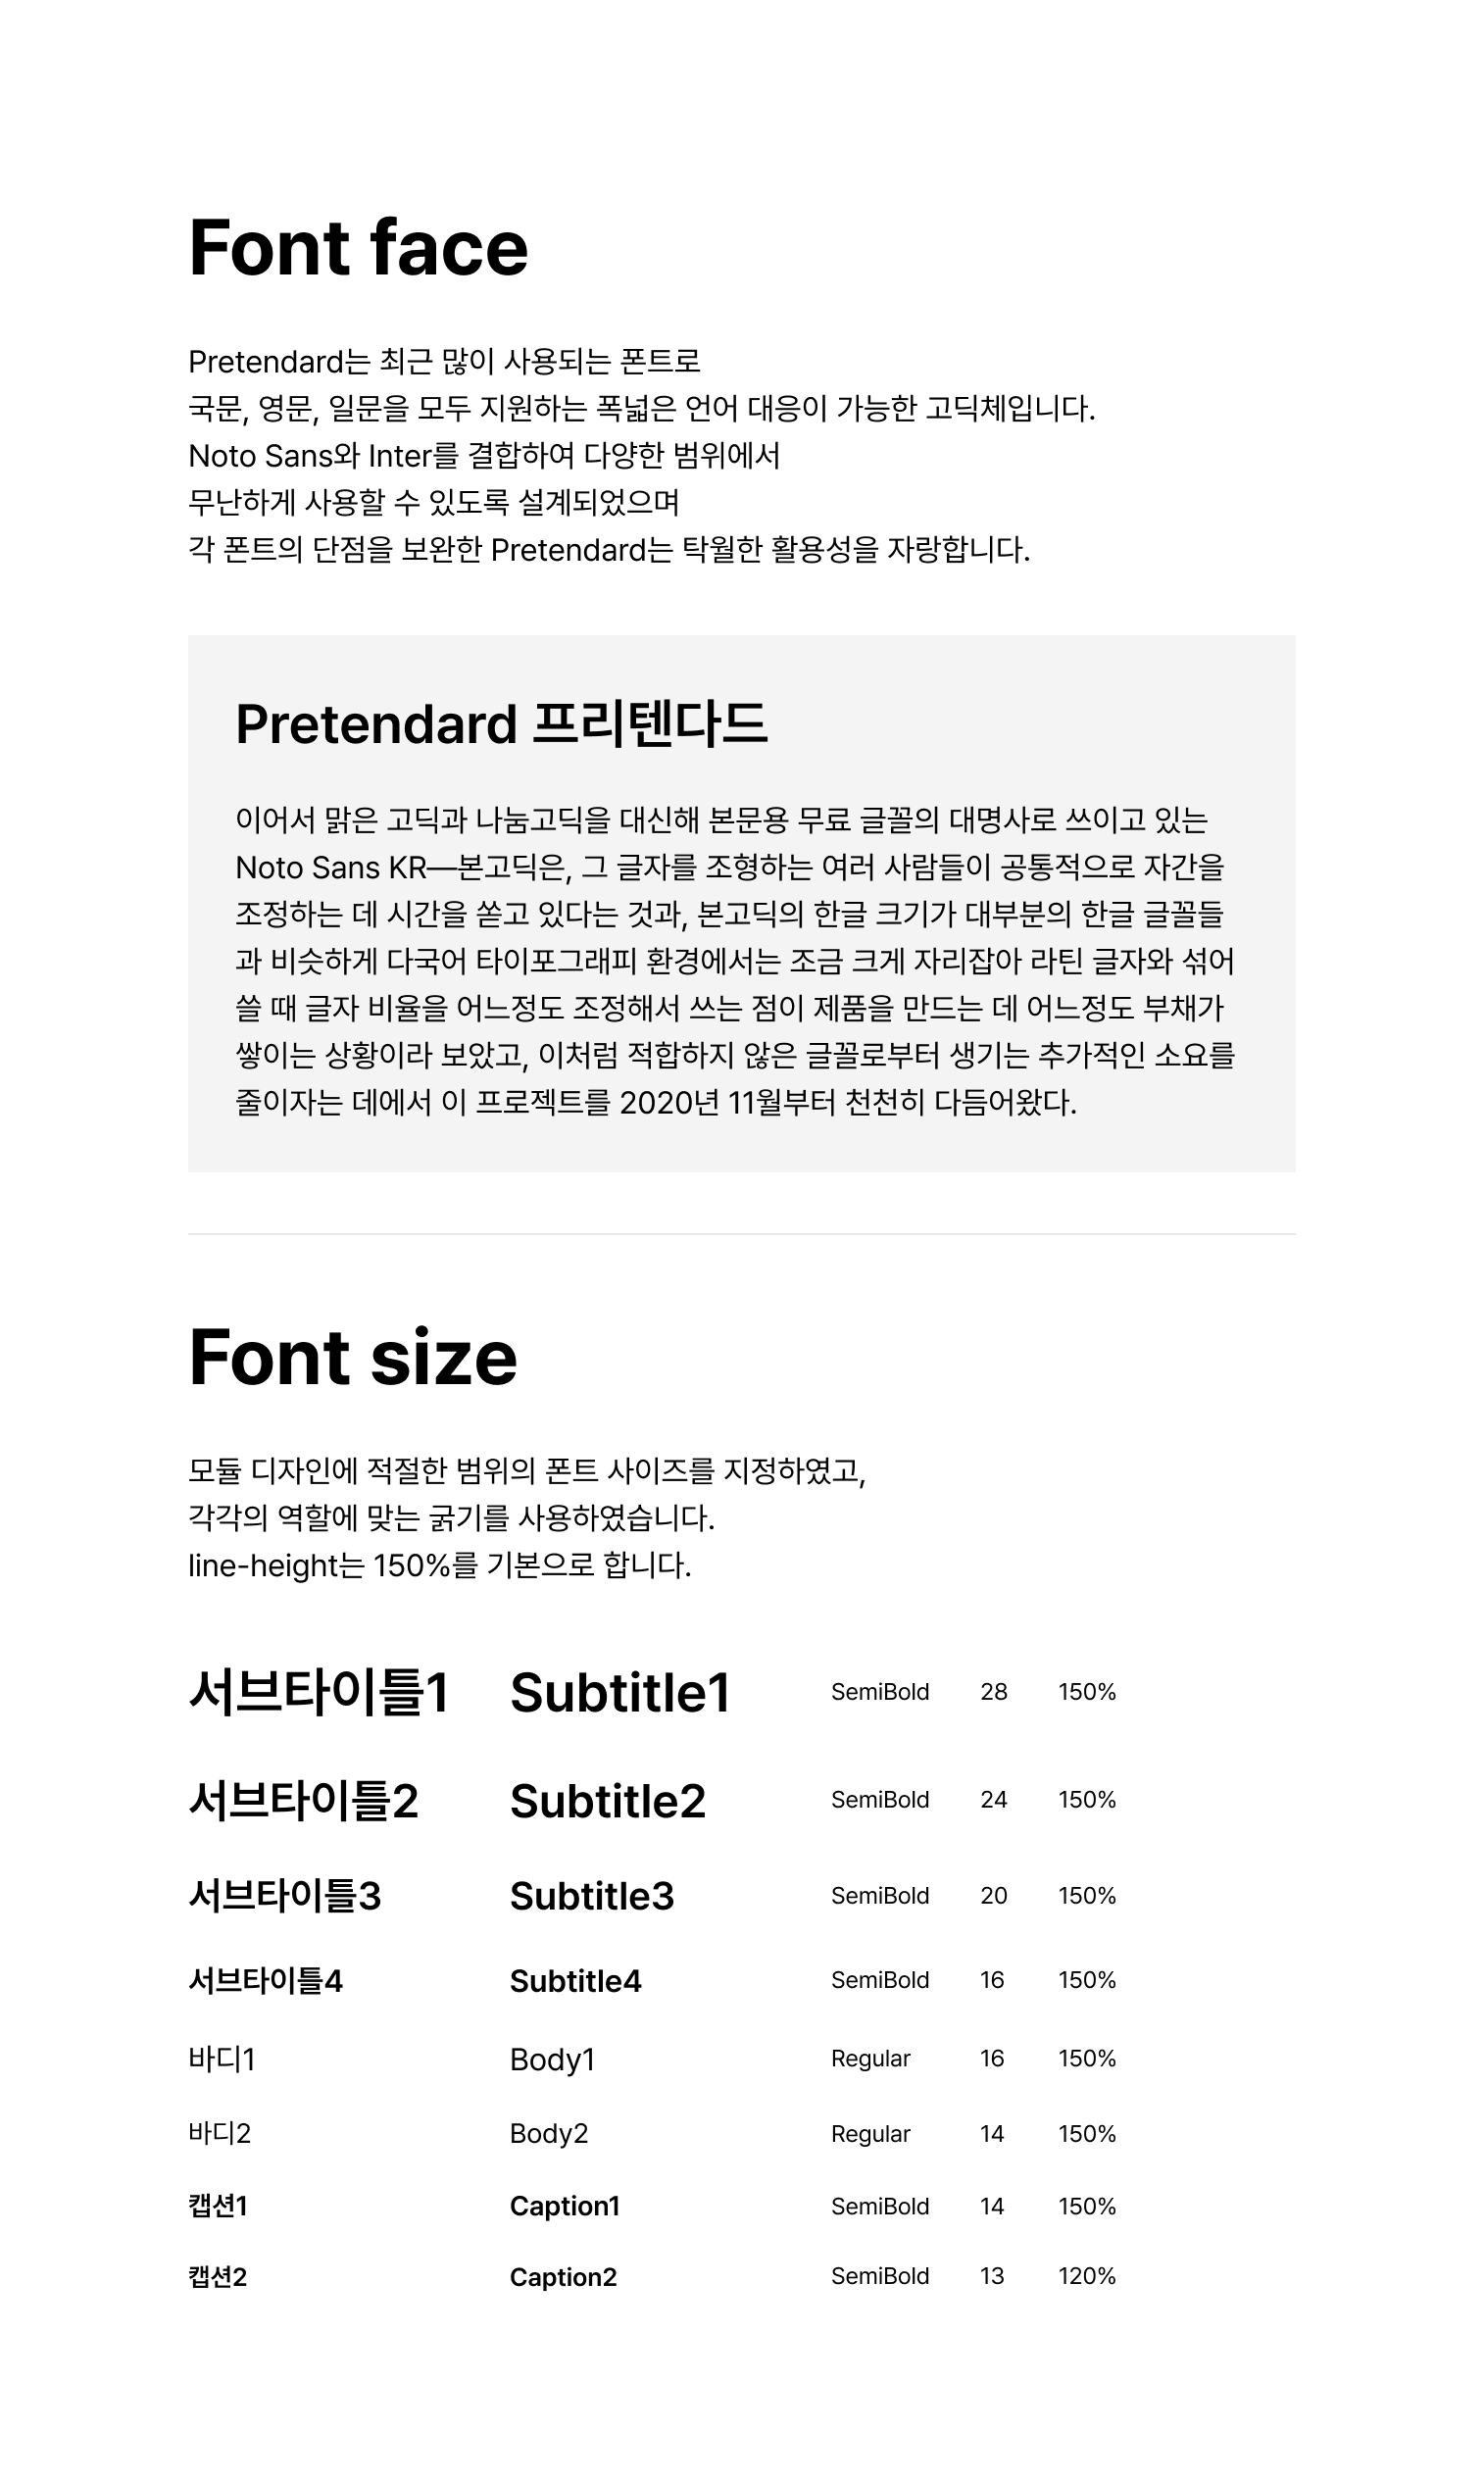 Font face
Pretendard는 최근 많이 사용되는 폰트로
국문, 영문, 일문을 모두 지원하는 폭넓은 언어 대응이 가능한 고딕체입니다.
Noto Sans와 Inter를 결합하여 다양한 범위에서
무난하게 사용할 수 있도록 설계되었으며
각 폰트의 단점을 보완한 Pretendard는 탁월한 활용성을 자랑합니다.
Pretendard 프리텐다드
이어서 맑은 고딕과 나눔고딕을 대신해 본문용 무료 글꼴의 대명사로 쓰이고 있는
Noto Sans KR—본고딕은, 그 글자를 조형하는 여러 사람들이 공통적으로 자간을
조정하는 데 시간을 쏟고 있다는 것과, 본고딕의 한글 크기가 대부분의 한글 글꼴들
과 비슷하게 다국어 타이포그래피 환경에서는 조금 크게 자리잡아 라틴 글자와 섞어
쓸 때 글자 비율을 어느정도 조정해서 쓰는 점이 제품을 만드는 데 어느정도 부채가
쌓이는 상황이라 보았고, 이처럼 적합하지 않은 글꼴로부터 생기는 추가적인 소요를
줄이자는 데에서 이 프로젝트를 2020년 11월부터 천천히 다듬어왔다.
Font size
모듈 디자인에 적절한 범위의 폰트 사이즈를 지정하였고,
각각의 역할에 맞는 굵기를 사용하였습니다.
line-height는 150%를 기본으로 합니다.
서브타이틀1 Subtitle1 SemiBold 28 150%
서브타이틀2 Subtitle2 SemiBold 24 150%
서브타이틀3 Subtitle3 SemiBold 20 150%
서브타이틀4 Subtitle4 SemiBold 16 150%
바디1 Body1 Regular 16 150%
바디2 Body2 Regular 14 150%
캡션1 Caption1 SemiBold 14 150%
캡션2 Caption2 SemiBold 13 120%